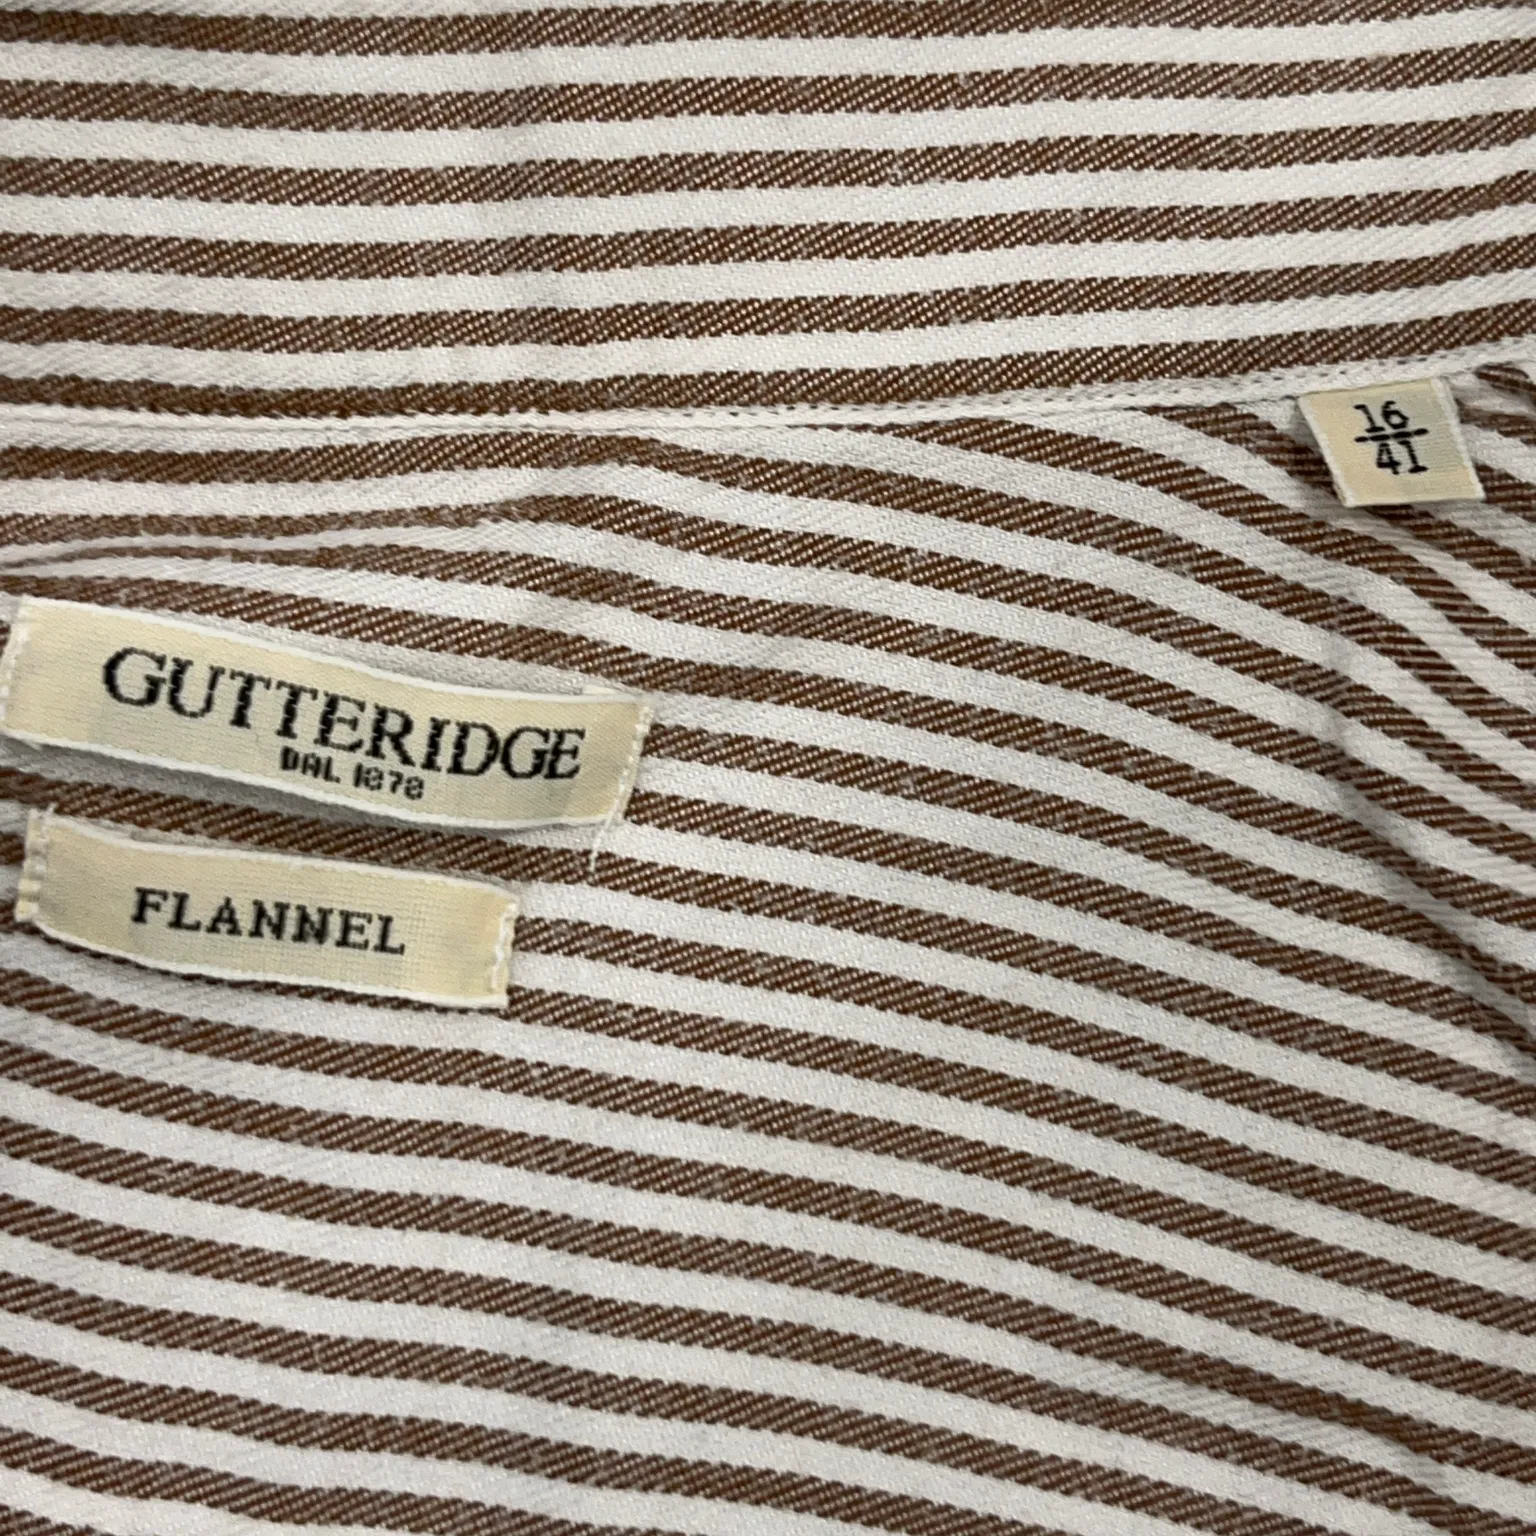 16
41
GUTTERIDGE
DAL 1878
FLANNEL